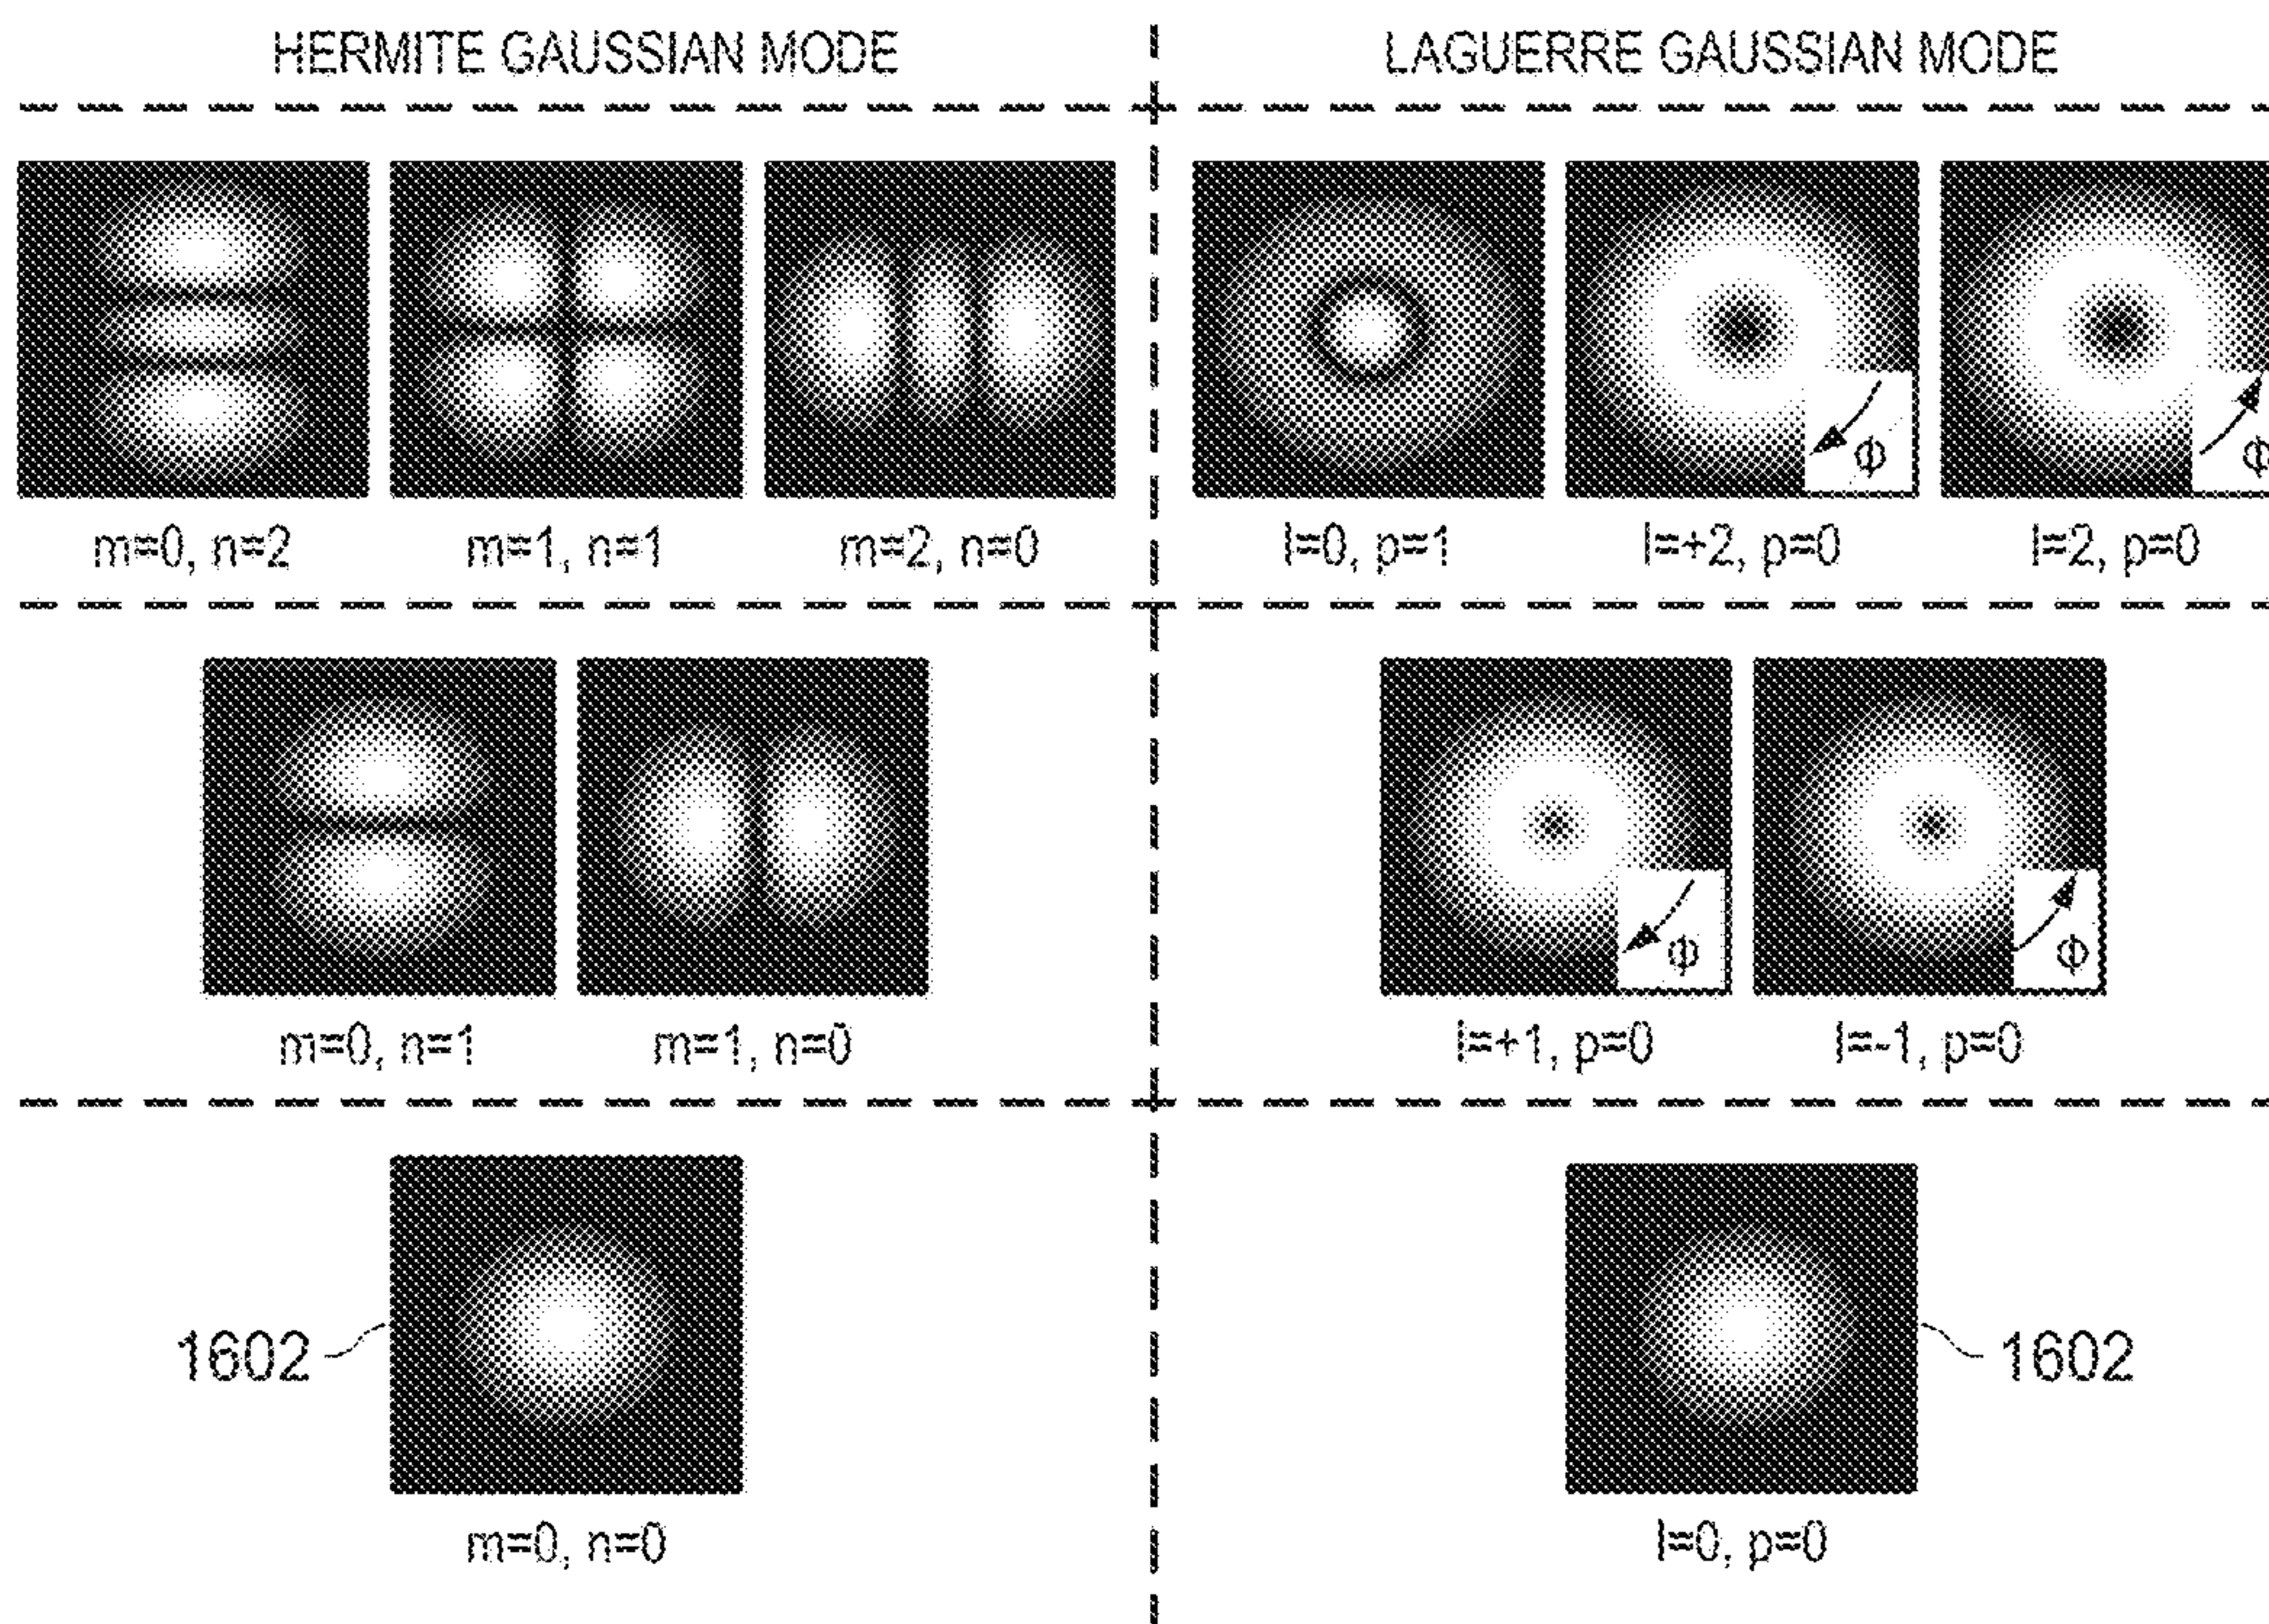 HERMITE GAUSSIAN MODE LAGUERRE GAUSSIAN MODE
Φ Φ
m=0, n=2 m=1, n=1 m=2, n=0 l=0, p=1 l=+2, p=0 l=2, p=0
Φ Φ
m=0, n=1 m=1, n=0 l=+1, p=0 l=-1, p=0
1602 1602
m=0, n=0 l=0, p=0